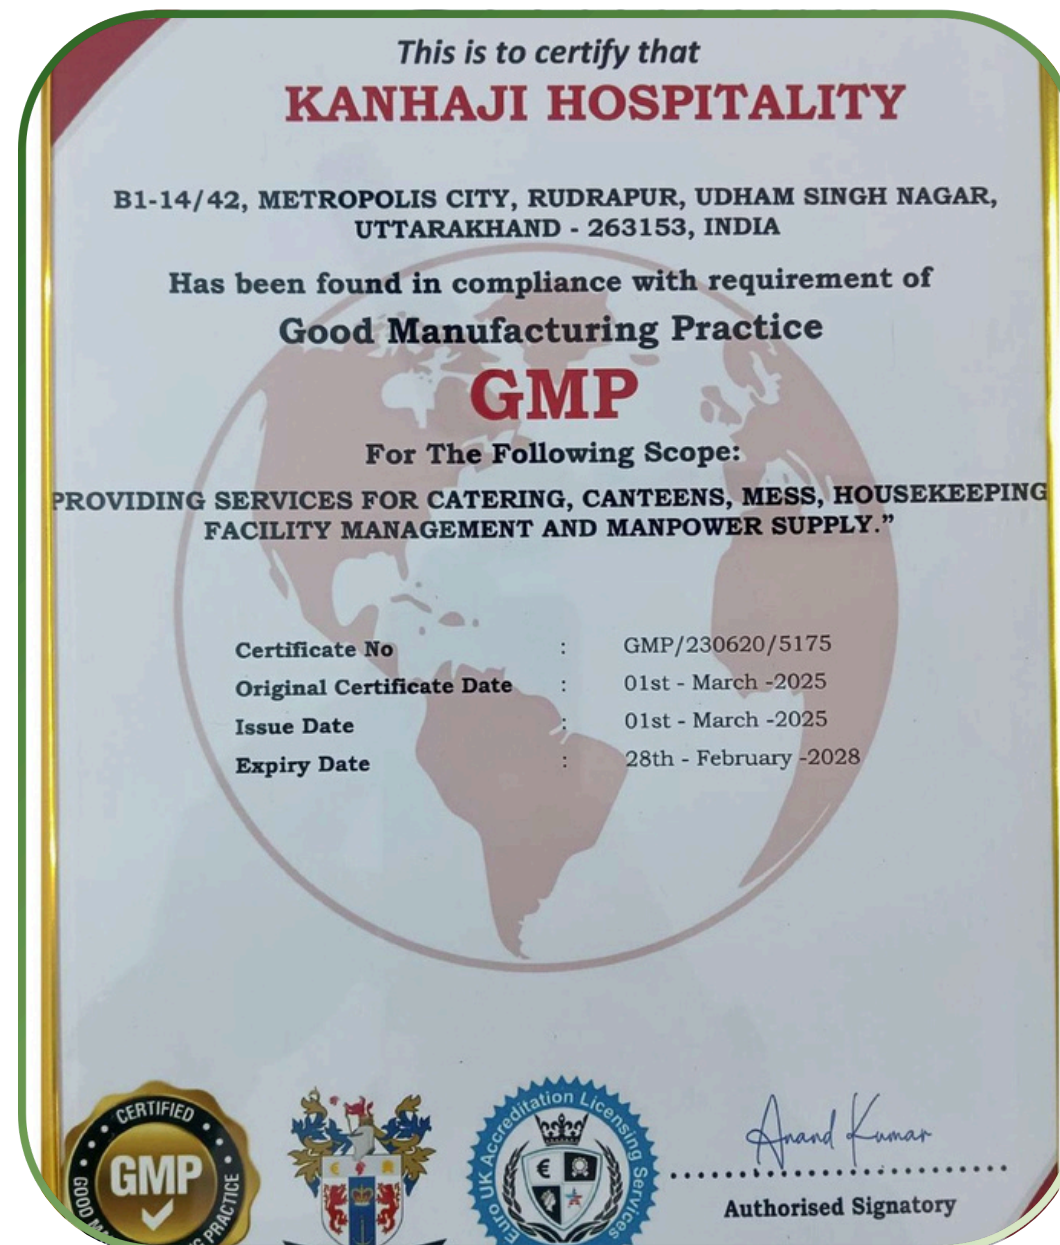 This is to certify that
KANHAJI HOSPITALITY
B1-14/42, METROPOLIS CITY, RUDRAPUR, UDHAM SINGH NAGAR,
UTTARAKHAND - 263153, INDIA
Has been found in compliance with requirement of
Good Manufacturing Practice
GMP
For The Following Scope:
PROVIDING SERVICES FOR CATERING, CANTEENS, MESS, HOUSEKEEPING
FACILITY MANAGEMENT AND MANPOWER SUPPLY.”
Certificate No : GMP/230620/5175
Original Certificate Date : 01st - March -2025
Issue Date : 01st - March -2025
Expiry Date : 28th - February -2028
CERTIFIED
GMP
GOOD PRACTICE
Euro UK Accreditation Licensing Services
€
€
Anand Kumar
Authorised Signatory